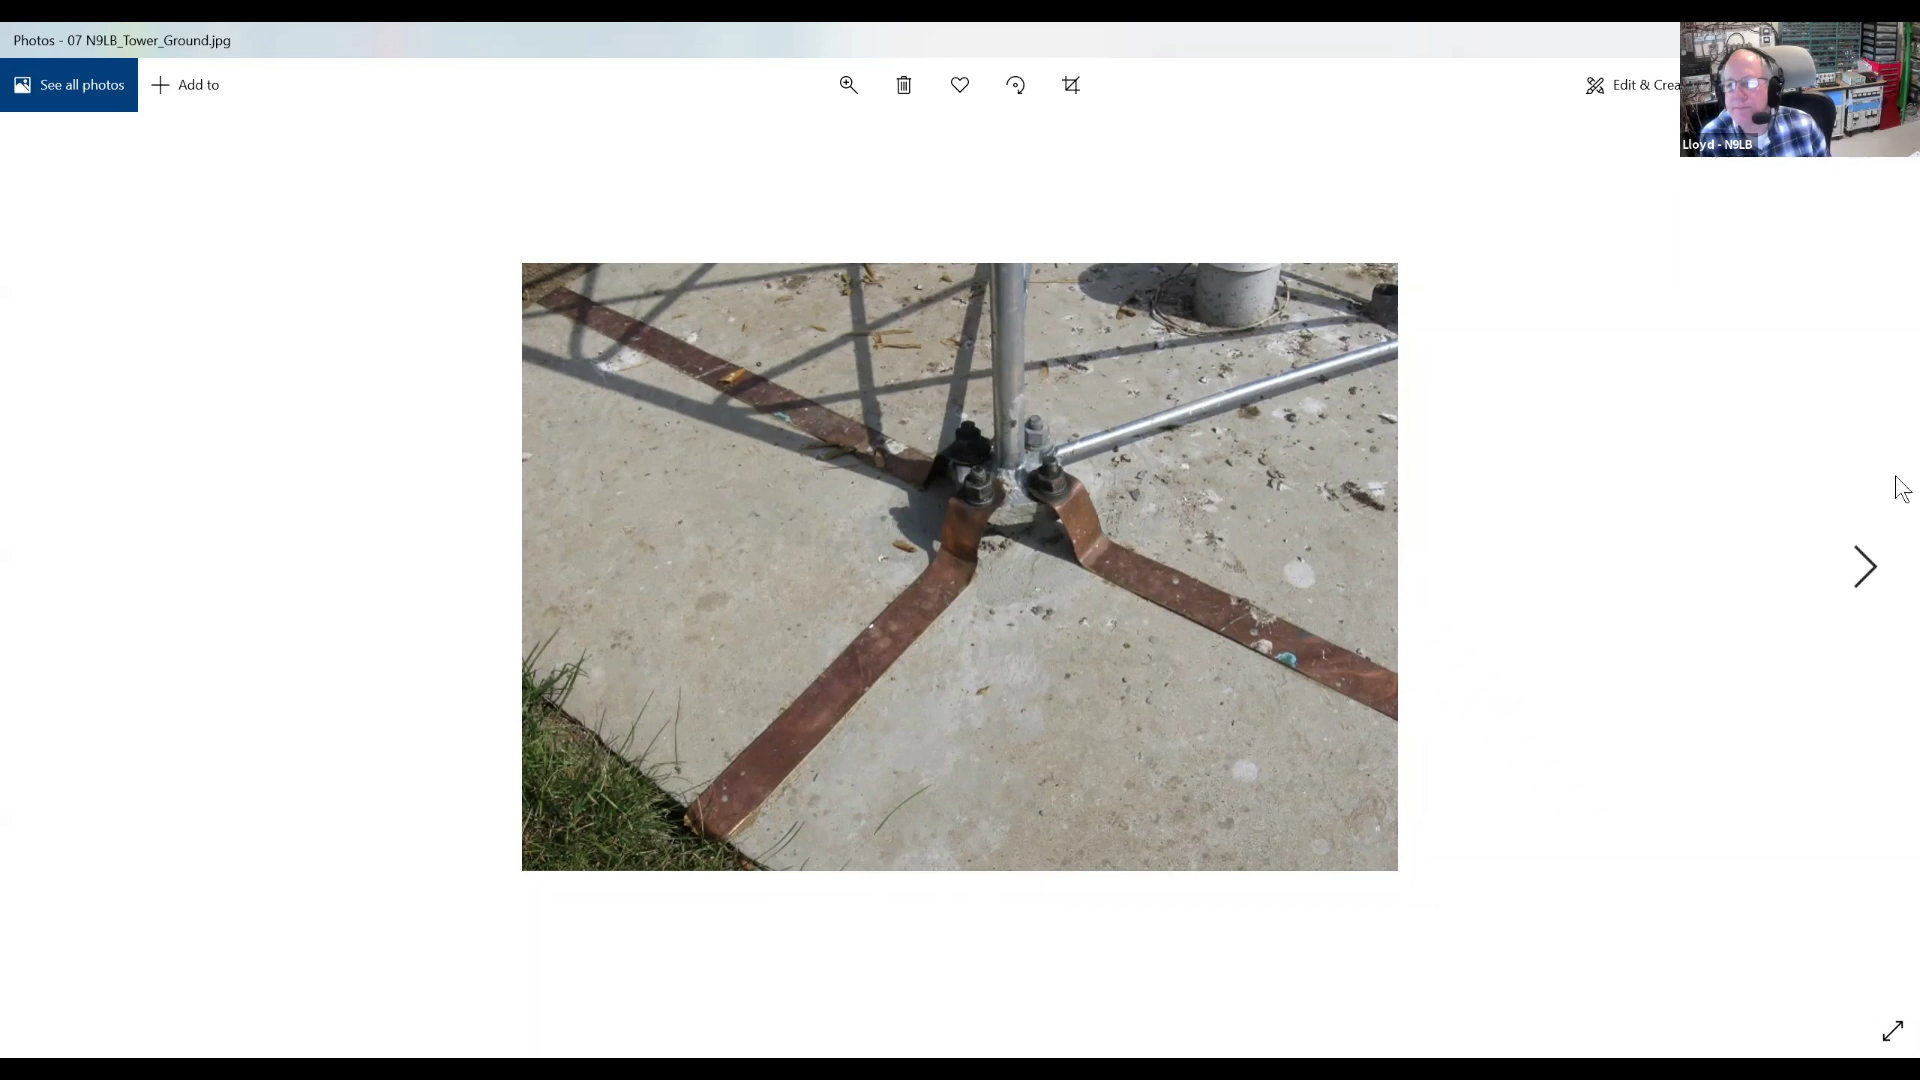 Photos - 07 N9LB_Tower_Ground.jpg
See all photos
Add to
Edit & Crea
Lloyd - N9LB